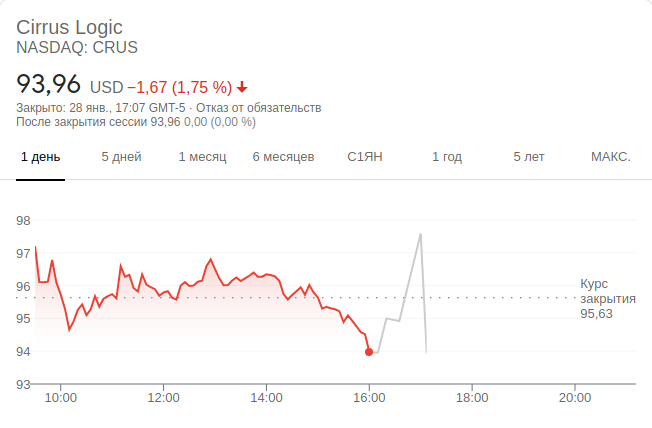 Cirrus Logic
NASDAQ: CRUS
93,96 USD −1,67 (1,75 %)
Закрыто: 28 янв., 17:07 GMT-5 · Отказ от обязательств
После закрытия сессии 93,96 0,00 (0,00 %)
1 день 5 дней 1 месяц 6 месяцев С1ЯН 1 год 5 лет МАКС.
98
97
96
95
94
93
Курс
закрытия
95,63
10:00 12:00 14:00 16:00 18:00 20:00